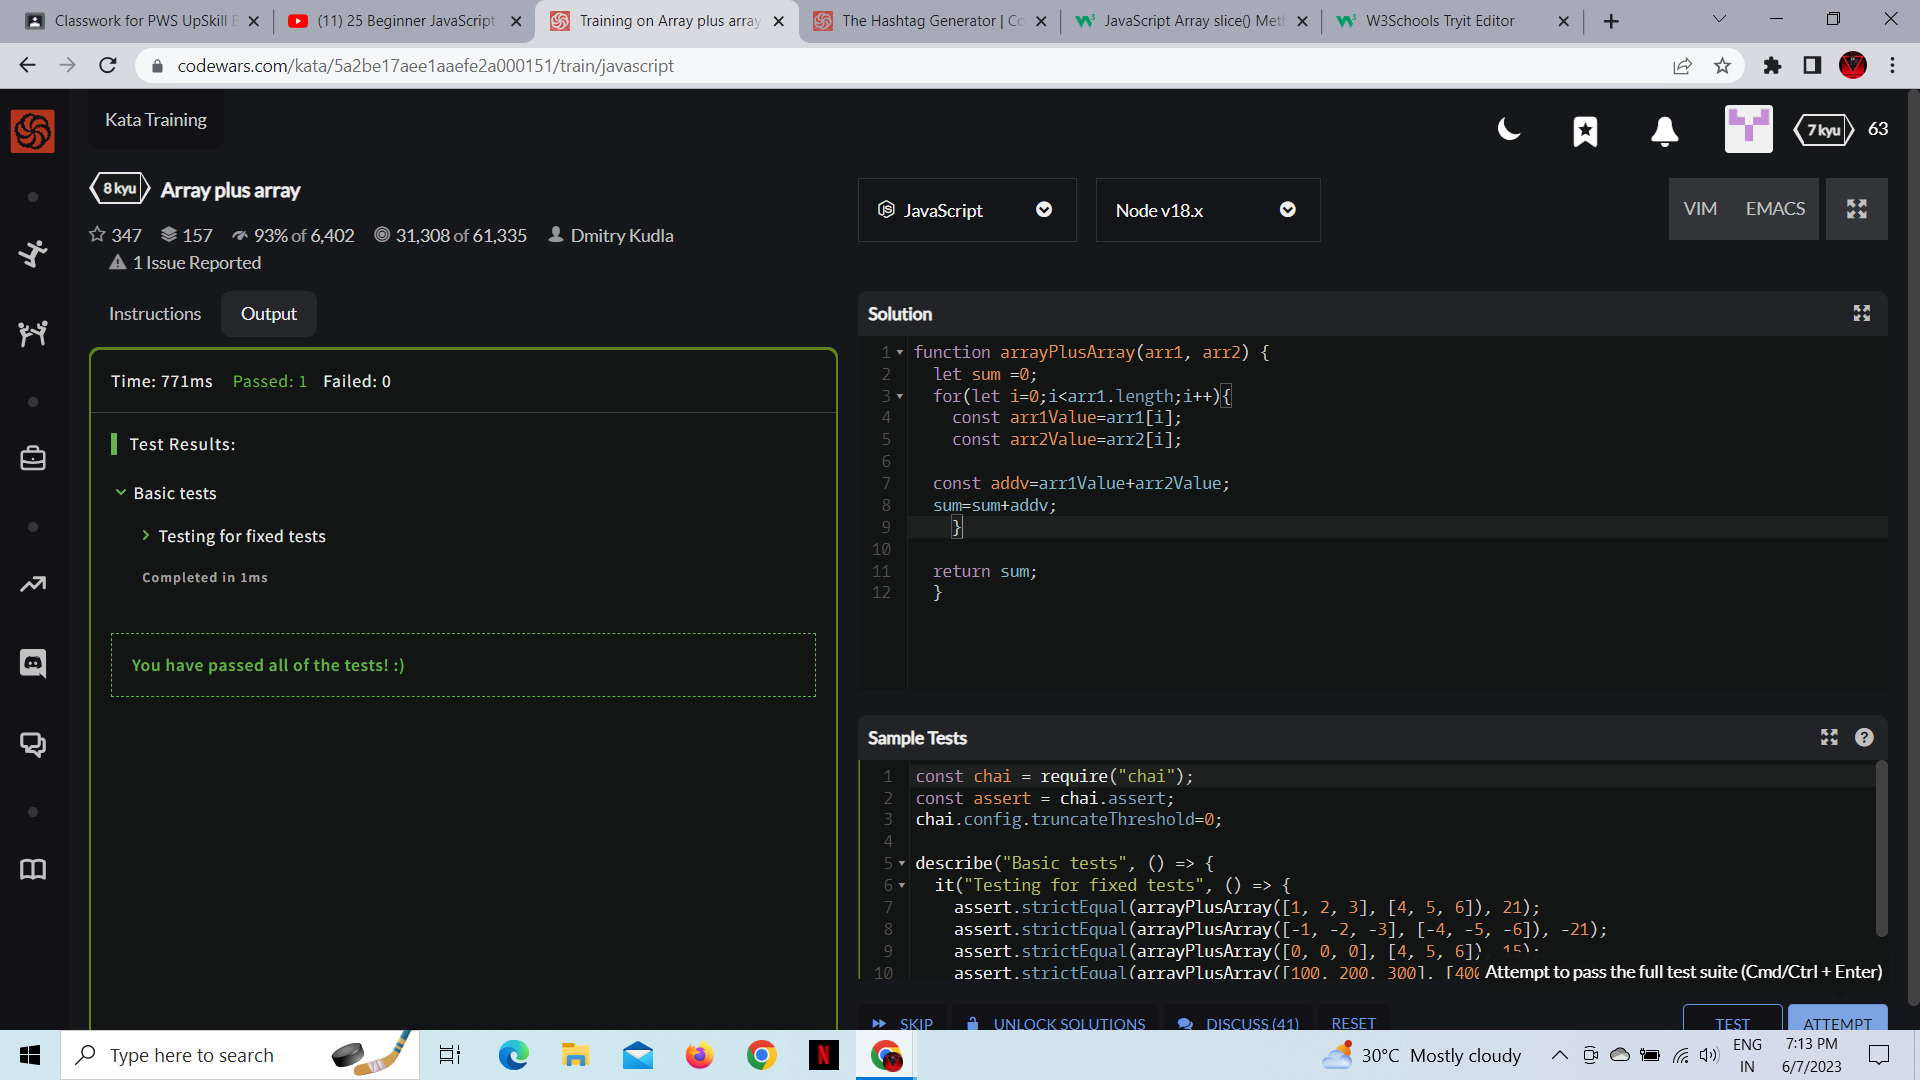 Classwork for PWS UpSkill
(11) 25 Beginner JavaScript
Training on Array plus array
The Hashtag Generator | Co
JavaScript Array slice() Met
W3Schools Tryit Editor
codewars.com/kata/5a2be17aee1aaefe2a000151/train/javascript
Kata Training
7 kyu 63
8 kyu Array plus array
347 157 93% of 6,402 31,308 of 61,335 Dmitry Kudla
1 Issue Reported
JavaScript
Node v18.x
VIM EMACS
Instructions Output
Time: 771ms Passed: 1 Failed: 0
Test Results:
Basic tests
Testing for fixed tests
Completed in 1ms
You have passed all of the tests! :)
Solution
1 function arrayPlusArray(arr1, arr2) {
2 let sum =0;
3 for(let i=0;i<arr1.length;i++){
4 const arr1Value=arr1[i];
5 const arr2Value=arr2[i];
6
7 const addv=arr1Value+arr2Value;
8 sum=sum+addv;
9 }
10
11 return sum;
12 }
Sample Tests
1 const chai = require("chai");
2 const assert = chai.assert;
3 chai.config.truncateThreshold=0;
4
5 describe("Basic tests", () => {
6 it("Testing for fixed tests", () => {
7 assert.strictEqual(arrayPlusArray([1, 2, 3], [4, 5, 6]), 21);
8 assert.strictEqual(arrayPlusArray([-1, -2, -3], [-4, -5, -6]), -21);
9 assert.strictEqual(arrayPlusArray([0, 0, 0], [4, 5, 6]), 15);
10 assert.strictEqual(arrayPlusArray([100, 200, 300], [400
Attempt to pass the full test suite (Cmd/Ctrl + Enter)
SKIP UNLOCK SOLUTIONS DISCUSS (41) RESET TEST ATTEMPT
Type here to search
30°C Mostly cloudy
ENG
IN
7:13 PM
6/7/2023